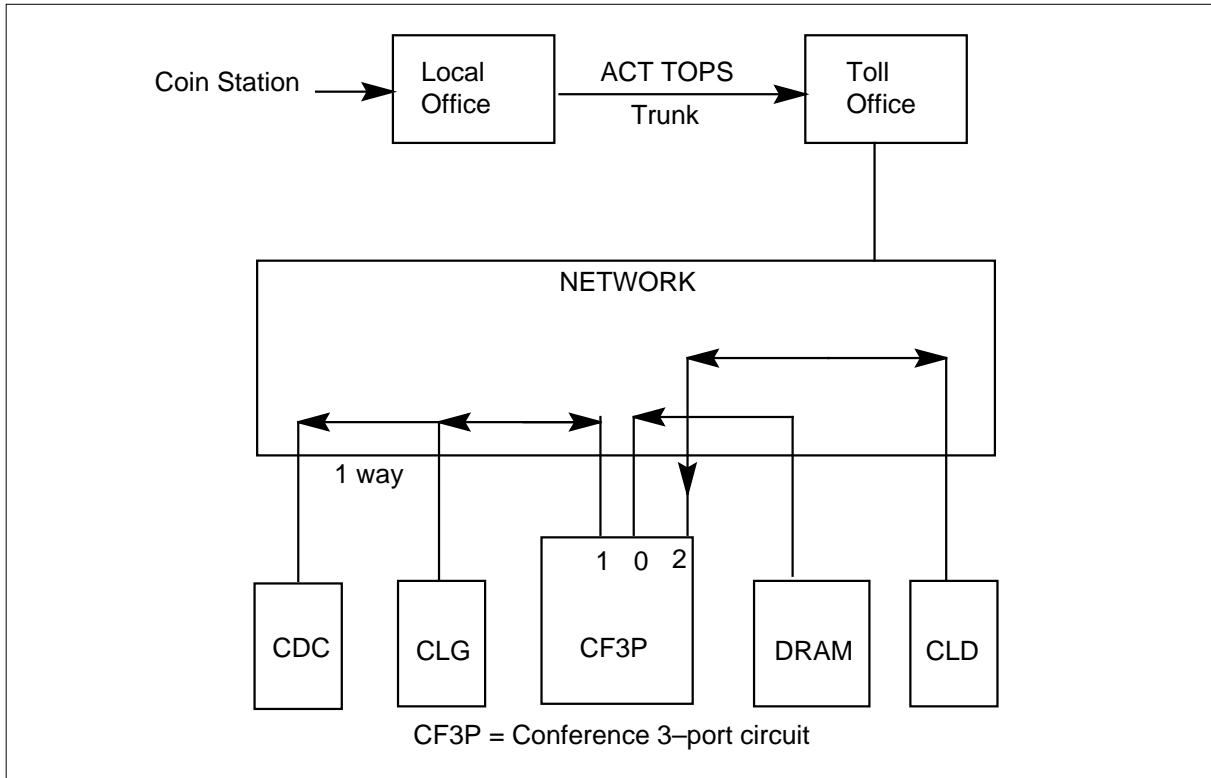 Coin Station
Local
Office
ACT TOPS
Trunk
Toll
Office
NETWORK
1 way
1 0 2
CDC
CLG
CF3P
DRAM
CLD
CF3P = Conference 3–port circuit